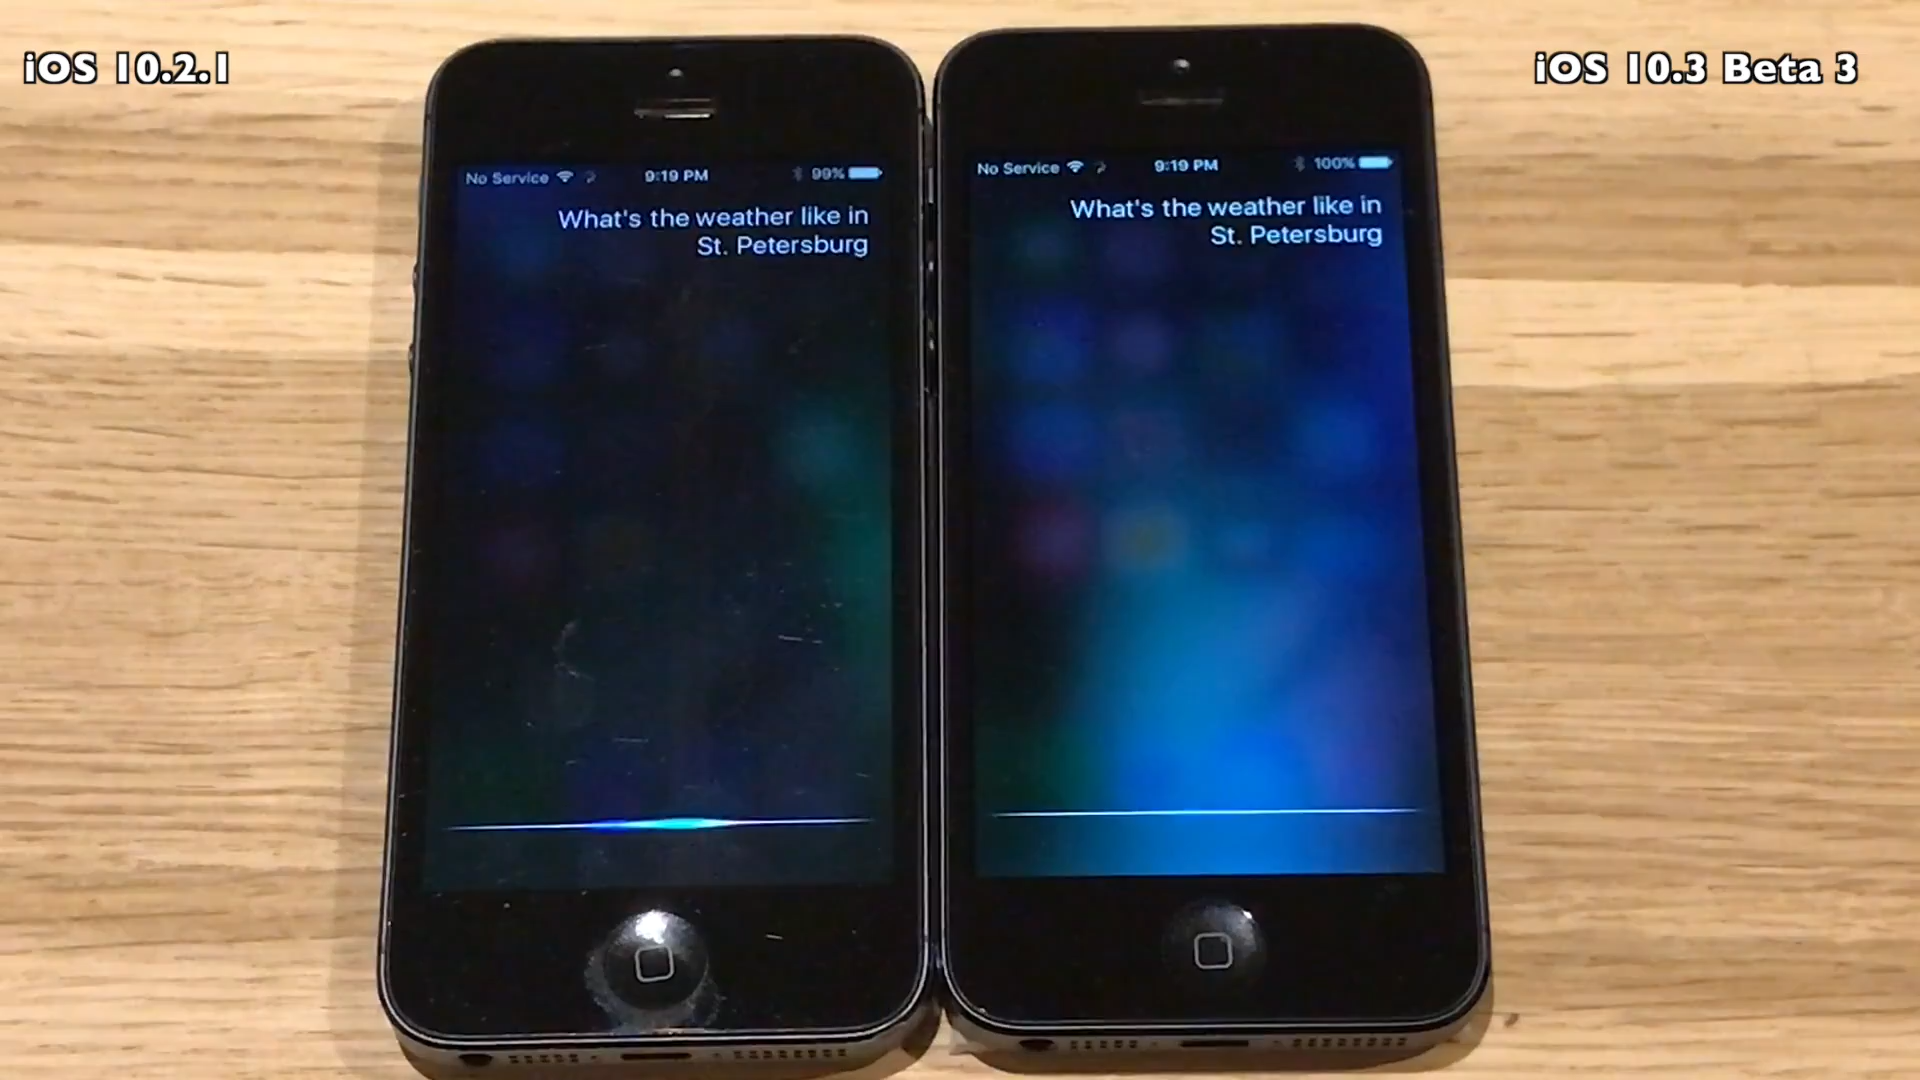 iOS 10.2.1
iOS 10.3 Beta 3
No Service 9:19 PM 99%
What's the weather like in
St. Petersburg
No Service 9:19 PM 100%
What's the weather like in
St. Petersburg